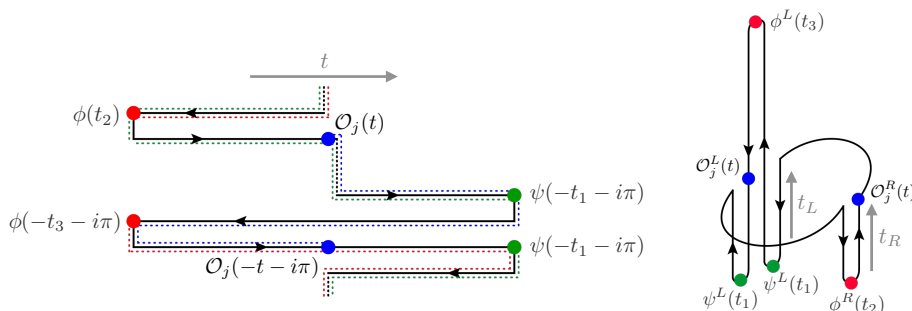 t
ϕ(t₂)
𝒪ⱼ(t)
ψ(−t₁ − iπ)
ϕ(−t₃ − iπ)
𝒪ⱼ(−t − iπ)
ψ(−t₁ − iπ)
ϕᴸ(t₃)
𝒪ⱼᴸ(t)
𝒪ⱼᴿ(t)
t_L
t_R
ψᴸ(t₁)
ψᴸ(t₁)
ϕᴿ(t₂)